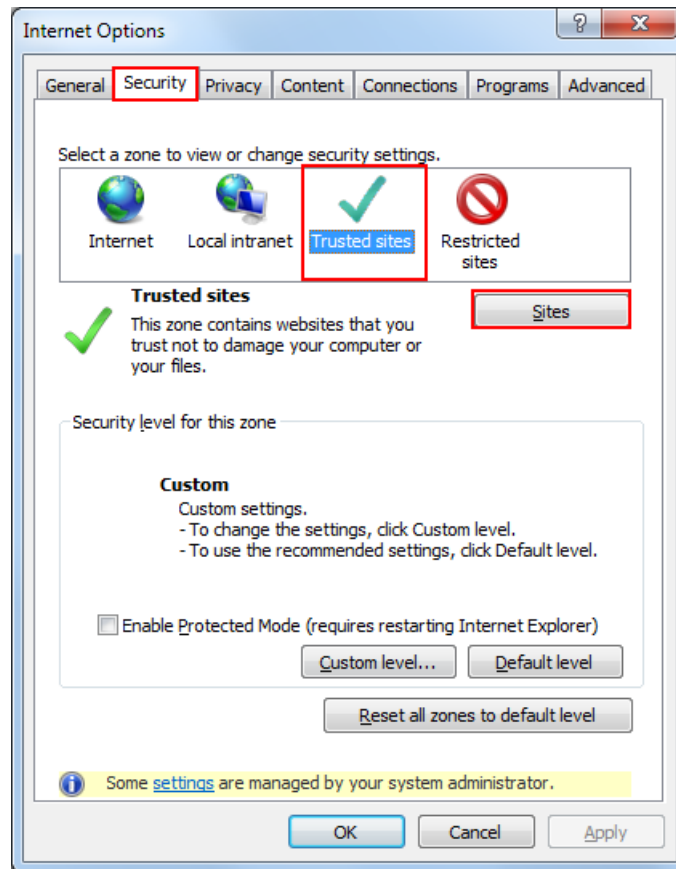 Internet Options
General Security Privacy Content Connections Programs Advanced
Select a zone to view or change security settings.
Internet Local intranet Trusted sites Restricted sites
Trusted sites
Sites
This zone contains websites that you
trust not to damage your computer or
your files.
Security level for this zone
Custom
Custom settings.
- To change the settings, click Custom level.
- To use the recommended settings, click Default level.
Enable Protected Mode (requires restarting Internet Explorer)
Custom level... Default level
Reset all zones to default level
Some settings are managed by your system administrator.
OK Cancel Apply